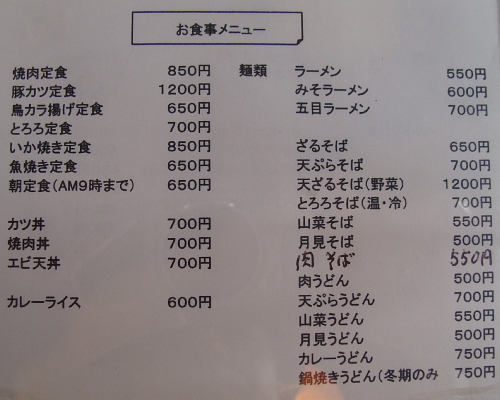 お食事メニュー
焼肉定食 850円
豚カツ定食 1200円
鳥カラ揚げ定食 650円
とろろ定食 700円
いか焼き定食 850円
魚焼き定食 650円
朝定食(AM9時まで) 650円
カツ丼 700円
焼肉丼 700円
エビ天丼 700円
カレーライス 600円
麺類
ラーメン 550円
みそラーメン 600円
五目ラーメン 700円
ざるそば 650円
天ぷらそば 700円
天ざるそば(野菜) 1200円
とろろそば(温・冷) 700円
山菜そば 550円
月見そば 500円
肉そば 550円
肉うどん 500円
天ぷらうどん 700円
山菜うどん 550円
月見うどん 500円
カレーうどん 750円
鍋焼きうどん(冬期のみ 750円